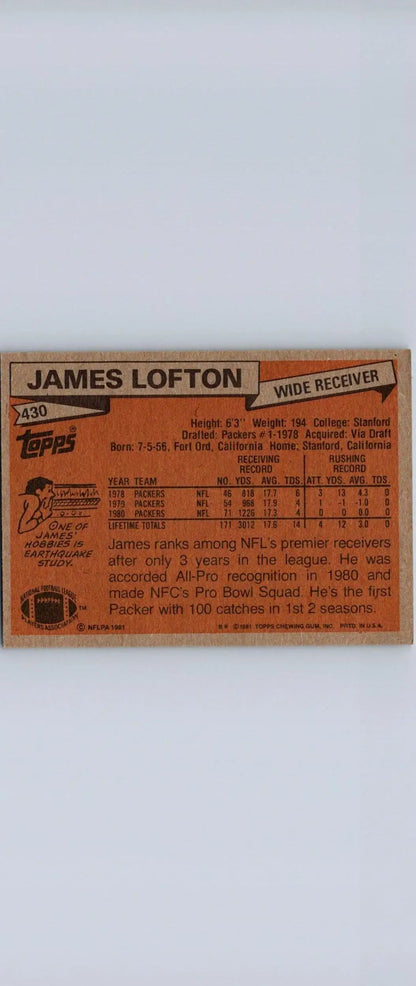 JAMES LOFTON
WIDE RECEIVER
430
TOPPS®
Height: 6'3'' Weight: 194 College: Stanford
Drafted: Packers #1-1978 Acquired: Via Draft
Born: 7-5-56, Fort Ord, California Home: Stanford, California
RECEIVING RECORD RUSHING RECORD
YEAR TEAM NO. YDS. AVG. TDS. ATT. YDS. AVG. TDS
1978 PACKERS NFL 46 818 17.7 6 3 13 4.3 0
1979 PACKERS NFL 54 968 17.9 4 1 -1 -1.0 0
1980 PACKERS NFL 71 1226 17.3 4 0 0 0
LIFETIME TOTALS 171 3012 17.6 14 4 12 3.0 0
ONE OF
JAMES'
HOBBIES IS
EARTHQUAKE
STUDY.
James ranks among NFL's premier receivers
after only 3 years in the league. He was
accorded All-Pro recognition in 1980 and
made NFC's Pro Bowl Squad. He's the first
Packer with 100 catches in 1st 2 seasons.
NATIONAL FOOTBALL LEAGUE
PLAYERS ASSOCIATION
TM
© NFLPA 1981
©1981 TOPPS CHEWING GUM, INC. PRTD. IN U.S.A.